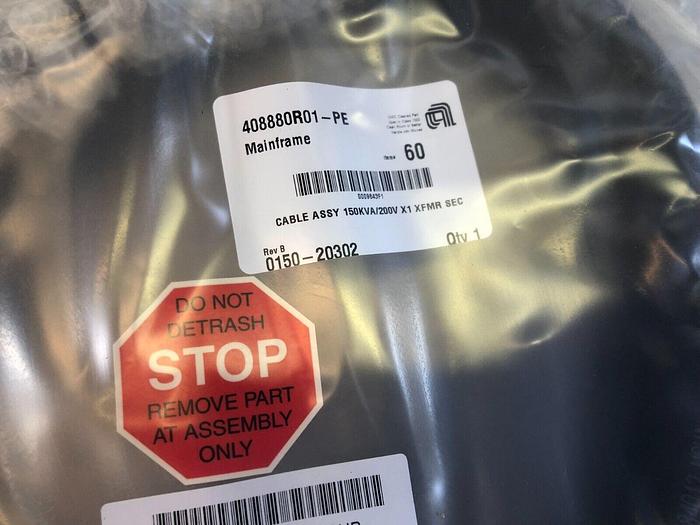 408880R01-PE
Mainframe
60
CABLE ASSY 150KVA/200V X1 XFMR SEC
Rev B
0150-20302
Qty 1
DO NOT
DETRASH
STOP
REMOVE PART
AT ASSEMBLY
ONLY